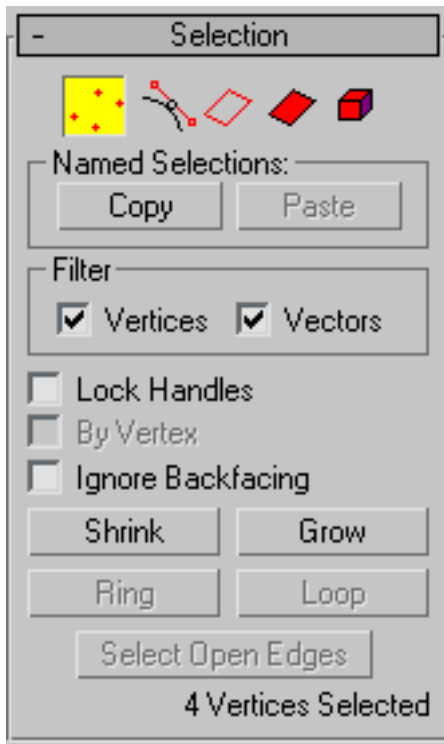 - Selection
Named Selections:
Copy Paste
Filter
Vertices Vectors
Lock Handles
By Vertex
Ignore Backfacing
Shrink Grow
Ring Loop
Select Open Edges
4 Vertices Selected